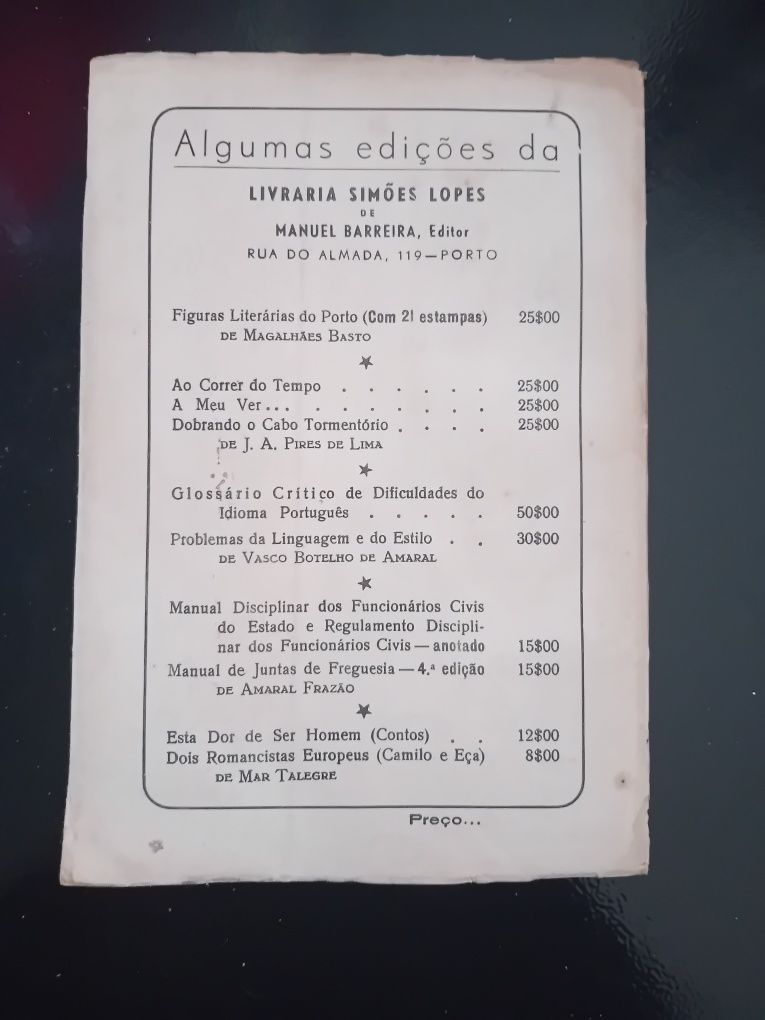 Algumas edições da
LIVRARIA SIMÕES LOPES
DE
MANUEL BARREIRA, Editor
RUA DO ALMADA, 119—PORTO
Figuras Literárias do Porto (Com 21 estampas) 25$00
DE MAGALHÃES BASTO
Ao Correr do Tempo . . . . . . 25$00
A Meu Ver... . . . . . . . 25$00
Dobrando o Cabo Tormentório . . . . 25$00
DE J. A. PIRES DE LIMA
Glossário Crítico de Dificuldades do
Idioma Português . . . . . 50$00
Problemas da Linguagem e do Estilo . . 30$00
DE VASCO BOTELHO DE AMARAL
Manual Disciplinar dos Funcionários Civis
do Estado e Regulamento Discipli-
nar dos Funcionários Civis — anotado 15$00
Manual de Juntas de Freguesia — 4.ª edição 15$00
DE AMARAL FRAZÃO
Esta Dor de Ser Homem (Contos) . . 12$00
Dois Romancistas Europeus (Camilo e Eça) 8$00
DE MAR TALEGRE
Preço...